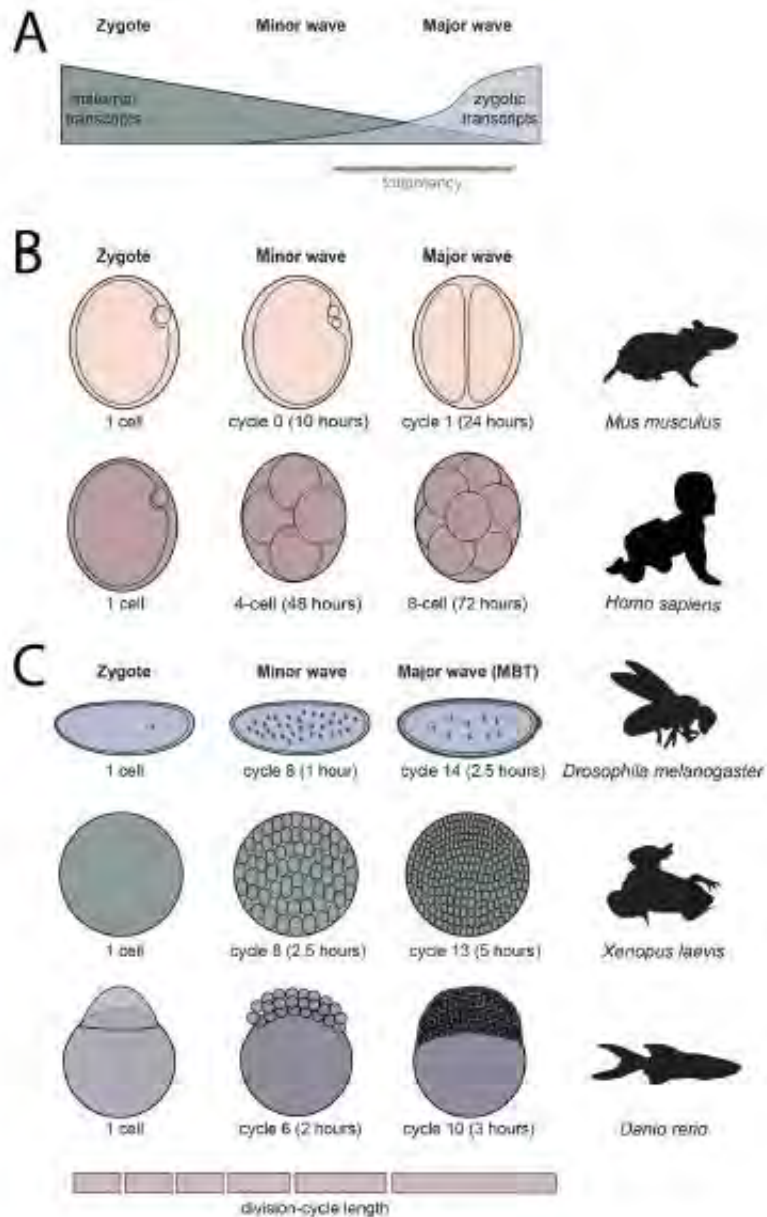 A
Zygote Minor wave Major wave
maternal zygotic
transcripts transcripts
totipotency
B
Zygote Minor wave Major wave
1 cell cycle 0 (10 hours) cycle 1 (24 hours) Mus musculus
1 cell 4-cell (48 hours) 8-cell (72 hours) Homo sapiens
C
Zygote Minor wave Major wave (MBT)
1 cell cycle 8 (1 hour) cycle 14 (2.5 hours) Drosophila melanogaster
1 cell cycle 8 (2.5 hours) cycle 13 (5 hours) Xenopus laevis
1 cell cycle 6 (2 hours) cycle 10 (3 hours) Danio rerio
division-cycle length